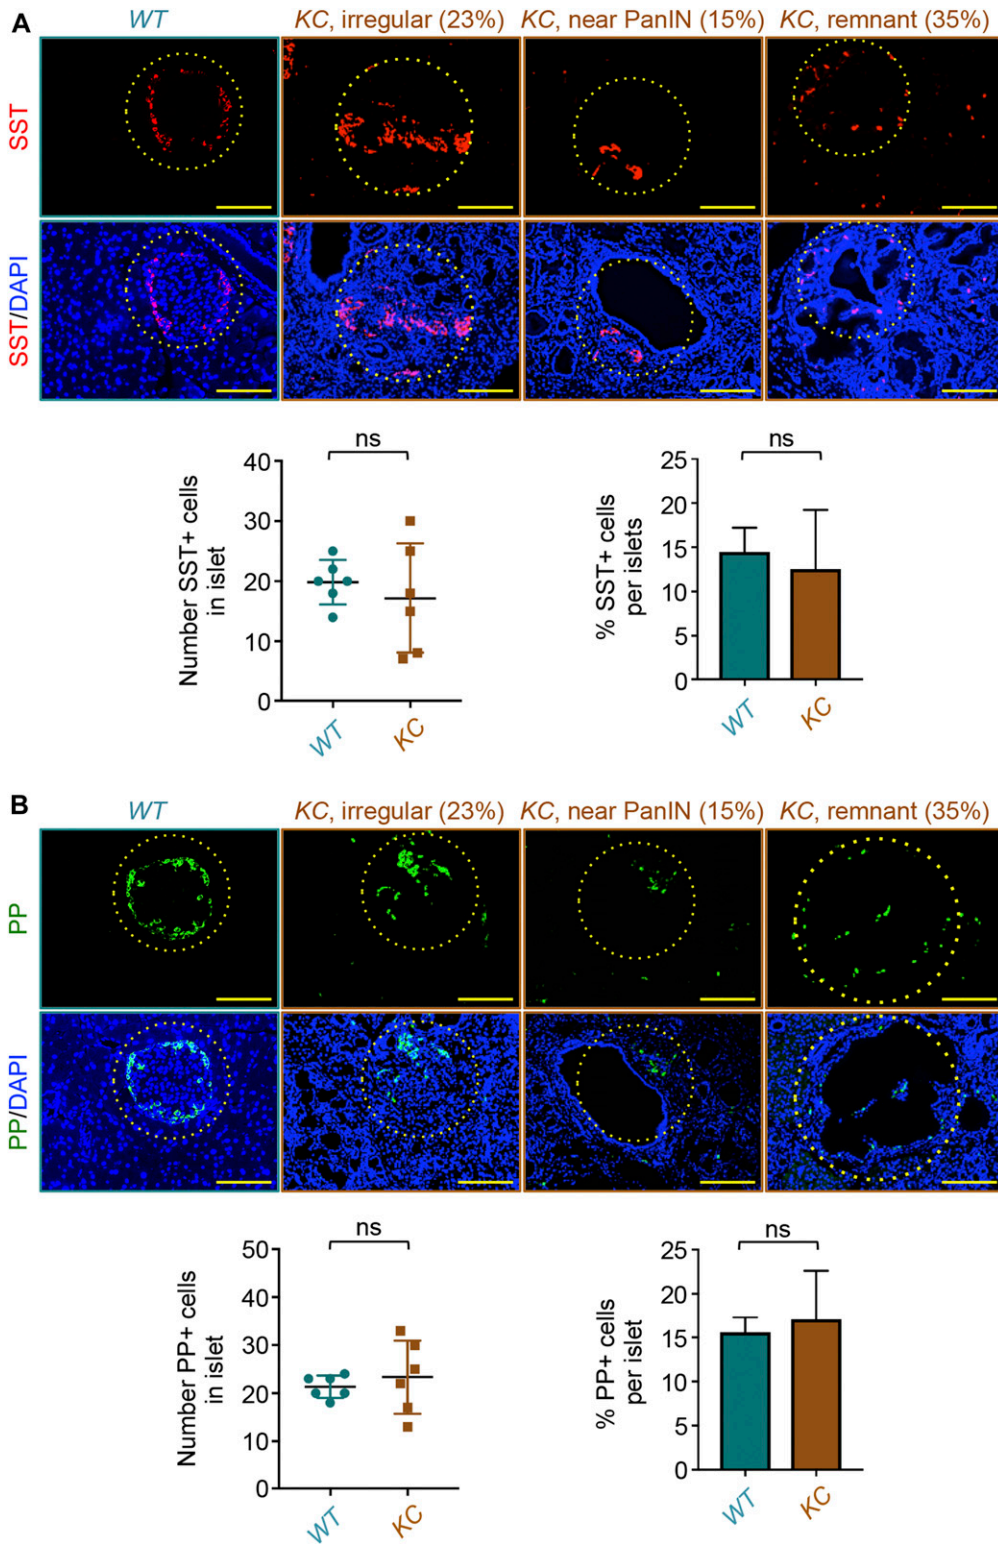 A
WT
KC, irregular (23%)
KC, near PanIN (15%)
KC, remnant (35%)
SST
SST/DAPI
ns
40
30
20
10
0
Number SST+ cells
in islet
WT
KC
ns
25
20
15
10
5
0
% SST+ cells
per islets
WT
KC
B
WT
KC, irregular (23%)
KC, near PanIN (15%)
KC, remnant (35%)
PP
PP/DAPI
ns
50
40
30
20
10
0
Number PP+ cells
in islet
WT
KC
ns
25
20
15
10
5
0
% PP+ cells
per islet
WT
KC